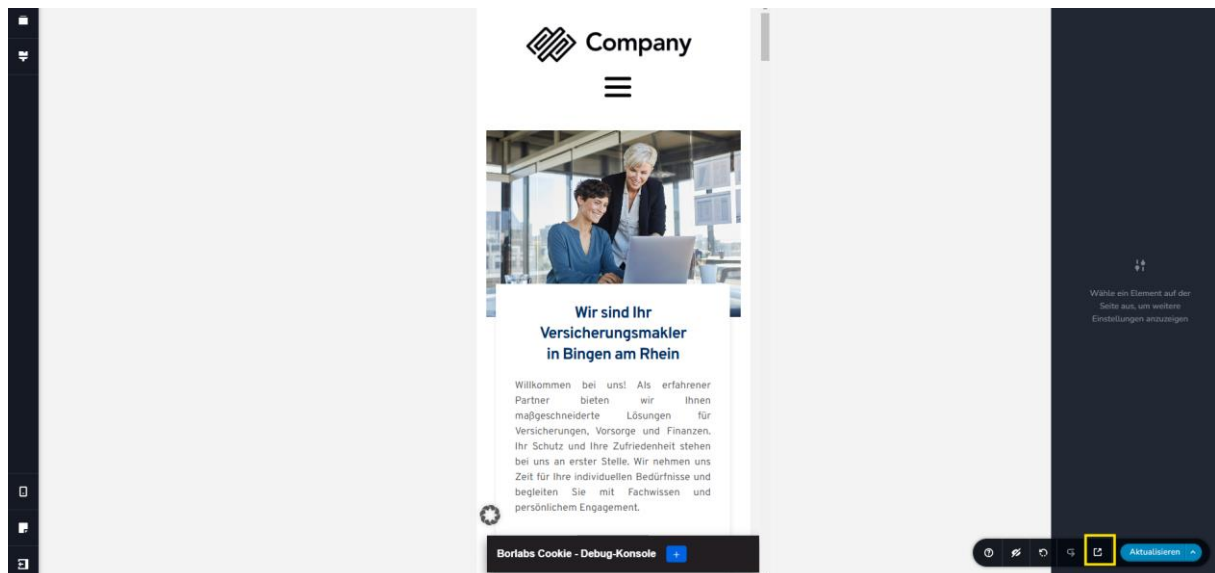 Company
Wir sind Ihr
Versicherungsmakler
in Bingen am Rhein
Willkommen bei uns! Als erfahrener
Partner bieten wir Ihnen
maßgeschneiderte Lösungen für
Versicherungen, Vorsorge und Finanzen.
Ihr Schutz und Ihre Zufriedenheit stehen
bei uns an erster Stelle. Wir nehmen uns
Zeit für Ihre individuellen Bedürfnisse und
begleiten Sie mit Fachwissen und
persönlichem Engagement.
Borlabs Cookie - Debug-Konsole +
Wähle ein Element auf der
Seite aus, um weitere
Einstellungen anzuzeigen
Aktualisieren